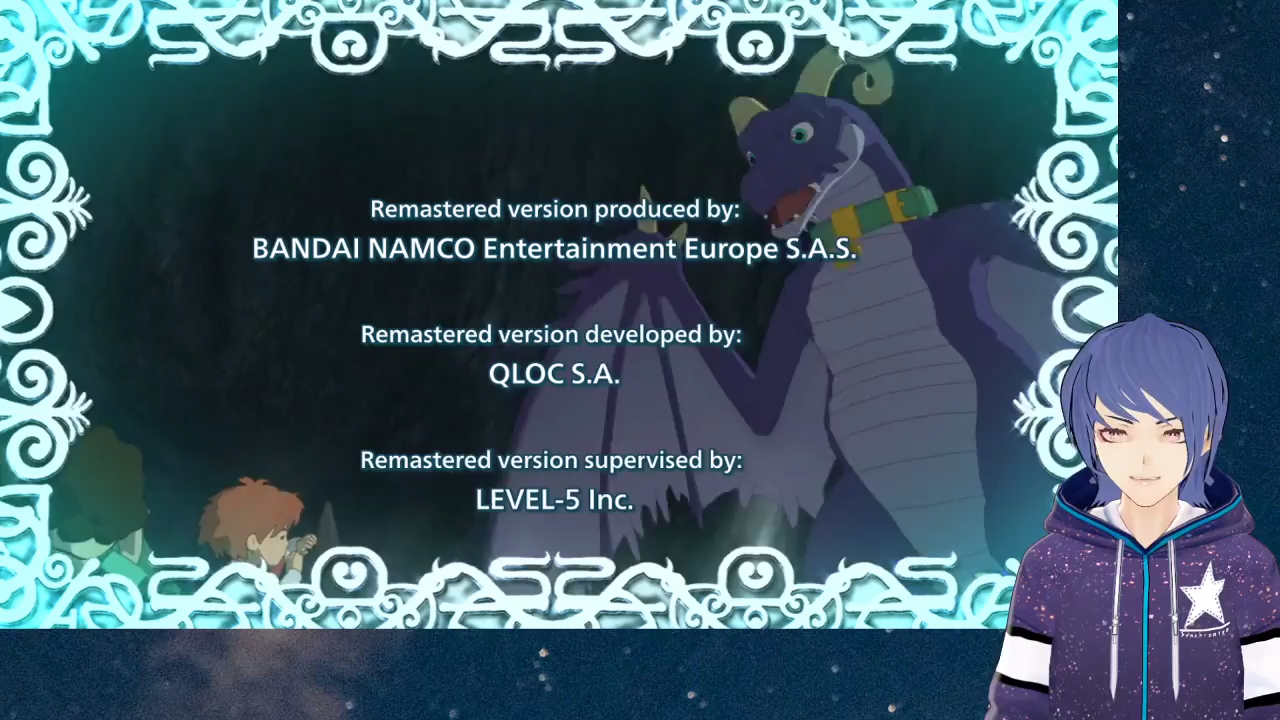 Remastered version produced by:
BANDAI NAMCO Entertainment Europe S.A.S.
Remastered version developed by:
QLOC S.A.
Remastered version supervised by:
LEVEL-5 Inc.